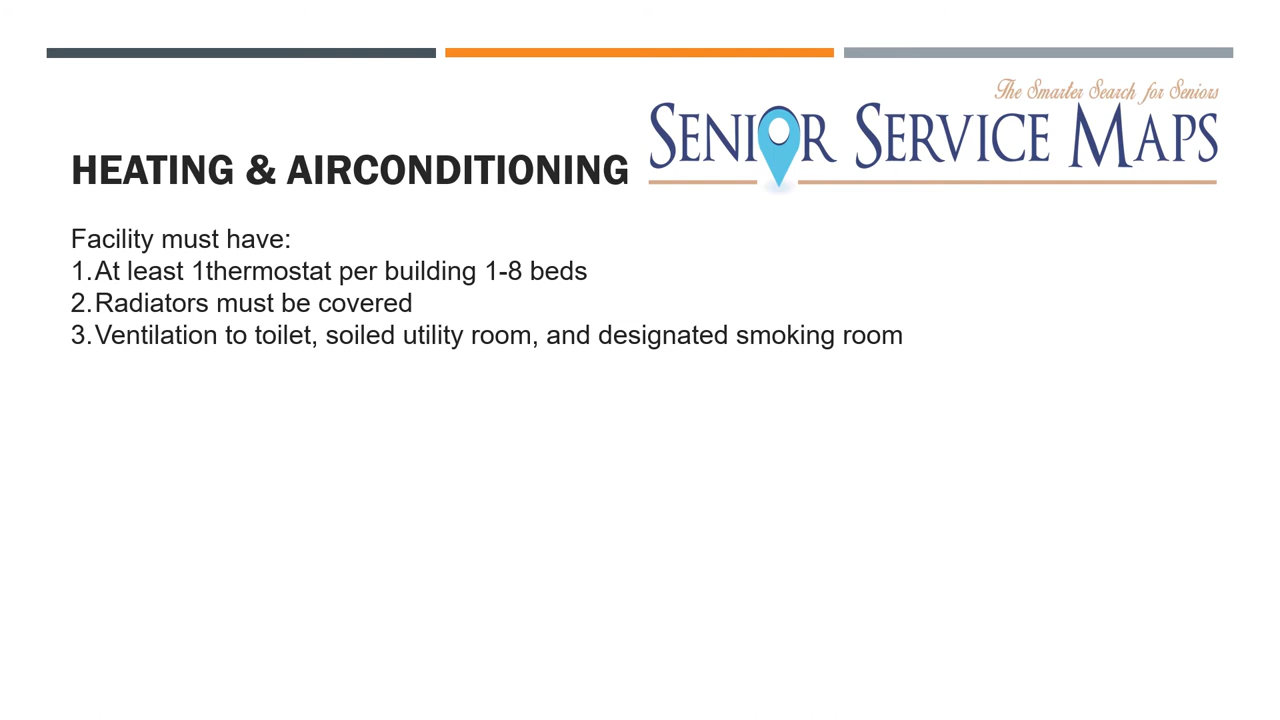 The Smarter Search for Seniors
SENIOR SERVICE MAPS
HEATING & AIRCONDITIONING
Facility must have:
1.At least 1thermostat per building 1-8 beds
2.Radiators must be covered
3.Ventilation to toilet, soiled utility room, and designated smoking room